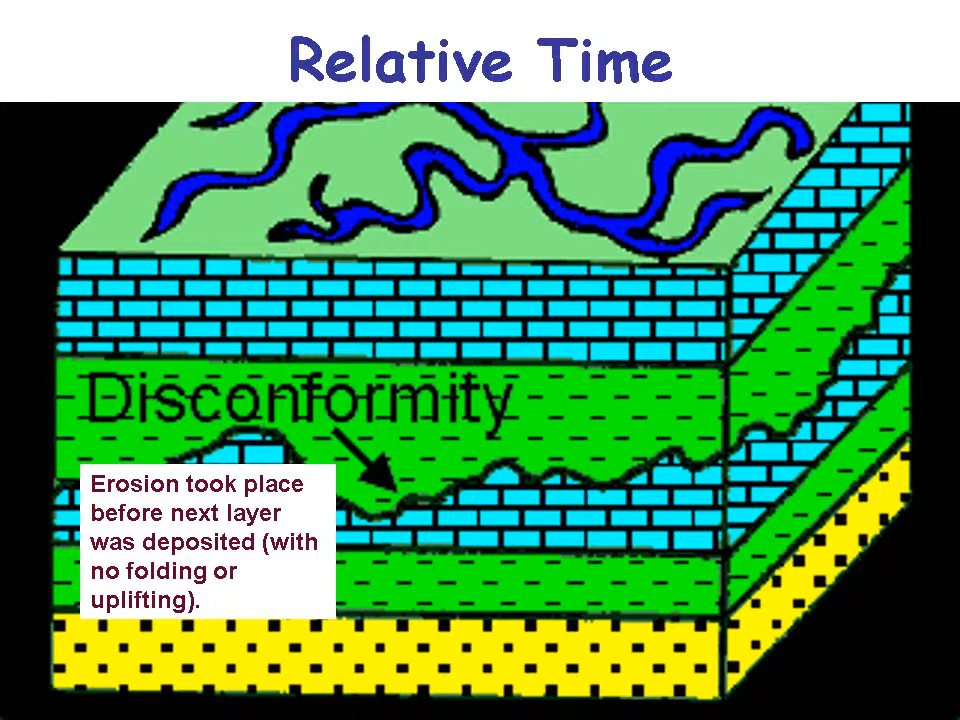 Relative Time
Disconformity
Erosion took place
before next layer
was deposited (with
no folding or
uplifting).